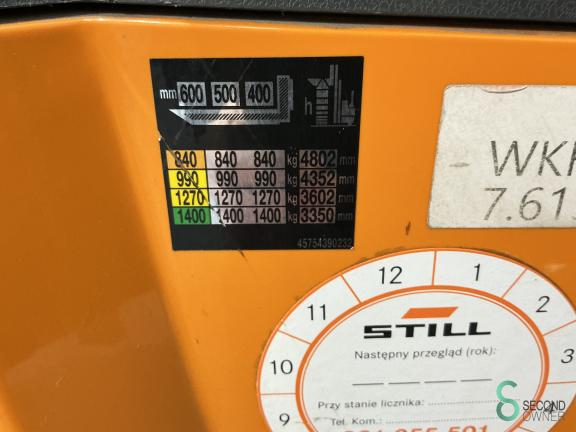 mm 600 500 400
h
840 840 840 kg 4802 mm
990 990 990 kg 4352 mm
1270 1270 1270 kg 3602 mm
1400 1400 1400 kg 3350 mm
45754390232
7.61
11 12 1 2
10 3
9 4
STILL
Następny przegląd (rok):
Przy stanie licznika:
Tel. Kom.:
SECOND
OWNER